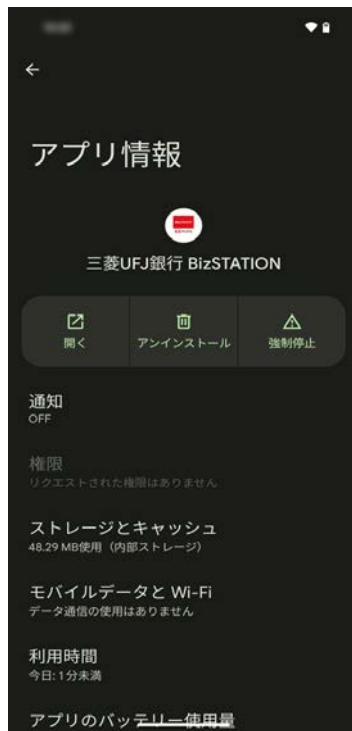 アプリ情報
三菱UFJ銀行 BizSTATION
開く
アンインストール
強制停止
通知
OFF
権限
リクエストされた権限はありません
ストレージとキャッシュ
48.29 MB使用（内部ストレージ）
モバイルデータと Wi-Fi
データ通信の使用はありません
利用時間
今日: 1 分未満
アプリのバッテリー使用量